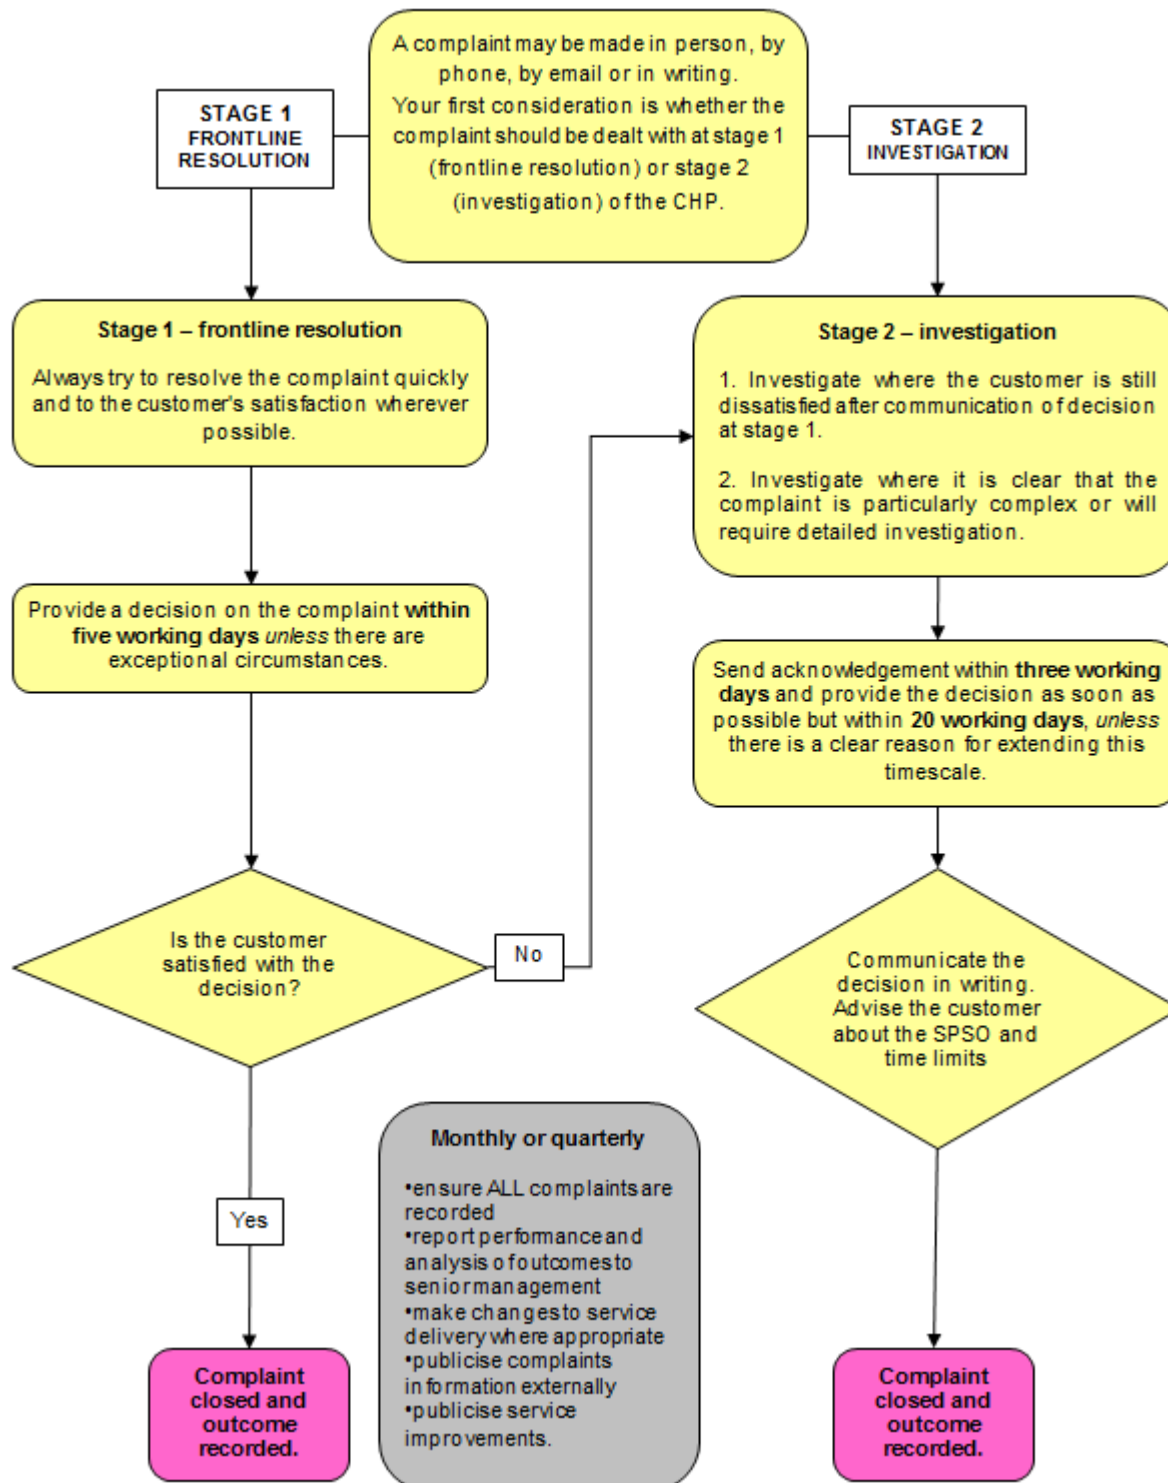 A complaint may be made in person, by
phone, by email or in writing.
Your first consideration is whether the
complaint should be dealt with at stage 1
(frontline resolution) or stage 2
(investigation) of the CHP.
STAGE 1
FRONTLINE
RESOLUTION
STAGE 2
INVESTIGATION
Stage 1 – frontline resolution
Always try to resolve the complaint quickly
and to the customer's satisfaction wherever
possible.
Provide a decision on the complaint within
five working days unless there are
exceptional circumstances.
Is the customer
satisfied with the
decision?
No
Yes
Complaint
closed and
outcome
recorded.
Stage 2 – investigation
1. Investigate where the customer is still
dissatisfied after communication of decision
at stage 1.
2. Investigate where it is clear that the
complaint is particularly complex or will
require detailed investigation.
Send acknowledgement within three working
days and provide the decision as soon as
possible but within 20 working days, unless
there is a clear reason for extending this
timescale.
Communicate the
decision in writing.
Advise the customer
about the SPSO and
time limits
Complaint
closed and
outcome
recorded.
Monthly or quarterly
•ensure ALL complaints are
recorded
•report performance and
analysis of outcomes to
senior management
•make changes to service
delivery where appropriate
•publicise complaints
information externally
•publicise service
improvements.